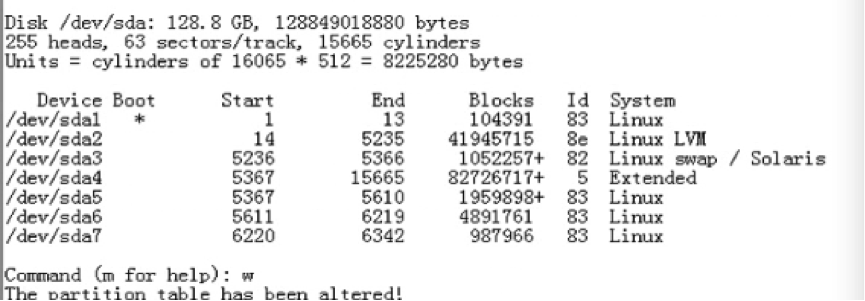 Disk /dev/sda: 128.8 GB, 128849018880 bytes
255 heads, 63 sectors/track, 15665 cylinders
Units = cylinders of 16065 * 512 = 8225280 bytes
Device Boot Start End Blocks Id System
/dev/sda1 * 1 13 104391 83 Linux
/dev/sda2 14 5235 41945715 8e Linux LVM
/dev/sda3 5236 5366 1052257+ 82 Linux swap / Solaris
/dev/sda4 5367 15665 82726717+ 5 Extended
/dev/sda5 5367 5610 1959898+ 83 Linux
/dev/sda6 5611 6219 4891761 83 Linux
/dev/sda7 6220 6342 987966 83 Linux
Command (m for help): w
The partition table has been altered!